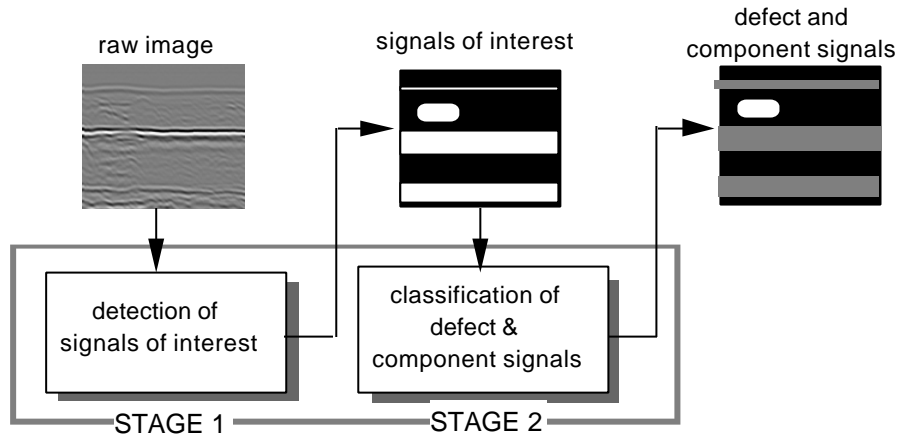 raw image
signals of interest
defect and
component signals
detection of
signals of interest
classification of
defect &
component signals
STAGE 1
STAGE 2